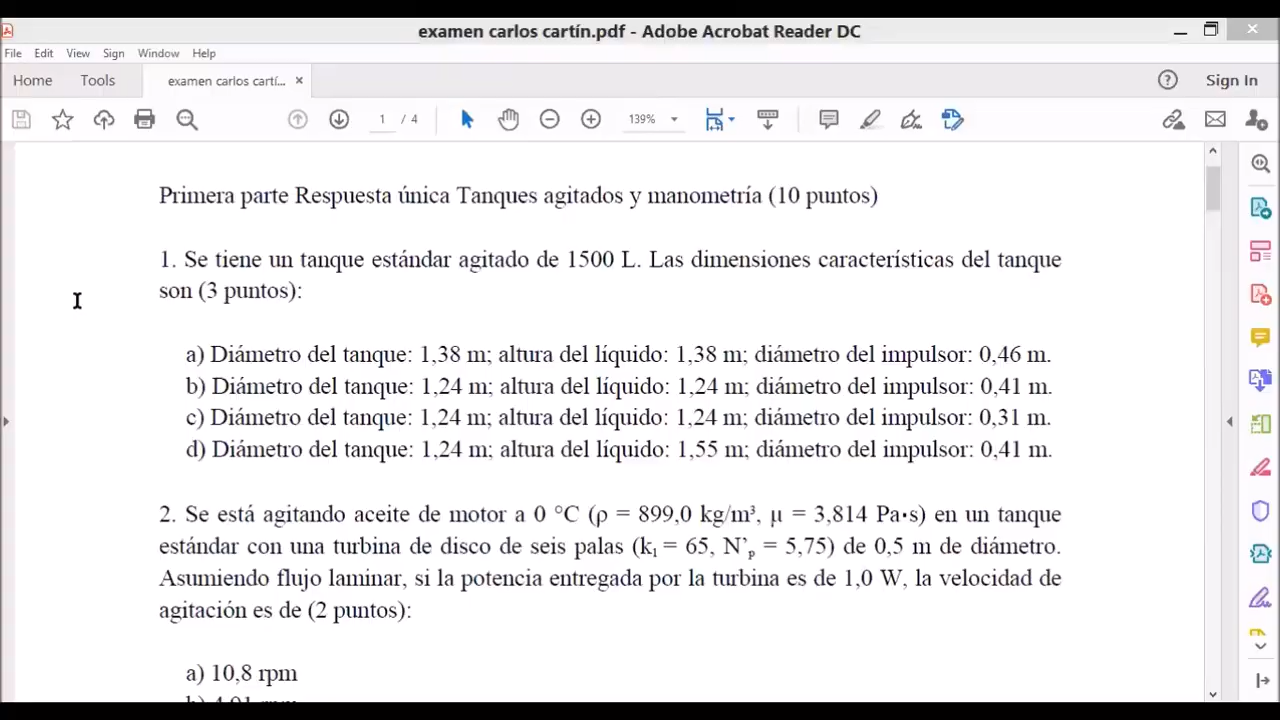 examen carlos cartín.pdf - Adobe Acrobat Reader DC
File Edit View Sign Window Help
Home Tools examen carlos cartí... × Sign In
1 / 4 139%
Primera parte Respuesta única Tanques agitados y manometría (10 puntos)
1. Se tiene un tanque estándar agitado de 1500 L. Las dimensiones características del tanque
son (3 puntos):
a) Diámetro del tanque: 1,38 m; altura del líquido: 1,38 m; diámetro del impulsor: 0,46 m.
b) Diámetro del tanque: 1,24 m; altura del líquido: 1,24 m; diámetro del impulsor: 0,41 m.
c) Diámetro del tanque: 1,24 m; altura del líquido: 1,24 m; diámetro del impulsor: 0,31 m.
d) Diámetro del tanque: 1,24 m; altura del líquido: 1,55 m; diámetro del impulsor: 0,41 m.
2. Se está agitando aceite de motor a 0 °C (ρ = 899,0 kg/m³, μ = 3,814 Pa·s) en un tanque
estándar con una turbina de disco de seis palas (k₁ = 65, N’ₚ = 5,75) de 0,5 m de diámetro.
Asumiendo flujo laminar, si la potencia entregada por la turbina es de 1,0 W, la velocidad de
agitación es de (2 puntos):
a) 10,8 rpm